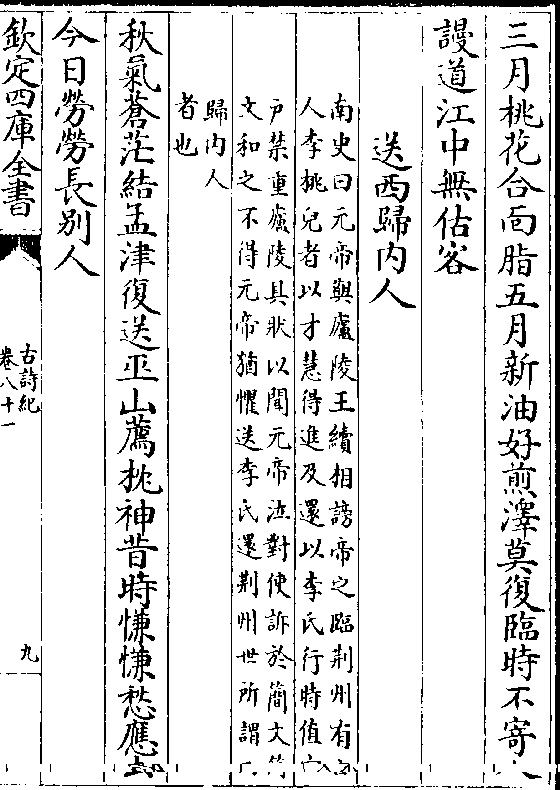 三月桃花合面脂五月新油好煎澤莫復臨時不寄
謾道江中無估客
送西歸内人
南史曰元帝與廬陵王續相謗帝之臨荆州有
人李桃兒者以才慧得進及還以李氏行時值
户禁重廬陵具狀以聞元帝泣對使訴於簡文簡
文和之不得元帝猶懼送李氏還荆州世所謂
歸内人
者也
秋氣蒼茫結孟津復送巫山薦枕神昔時慊慊愁應
今日勞勞長別人
欽定四庫全書
古詩紀
卷八十一
九